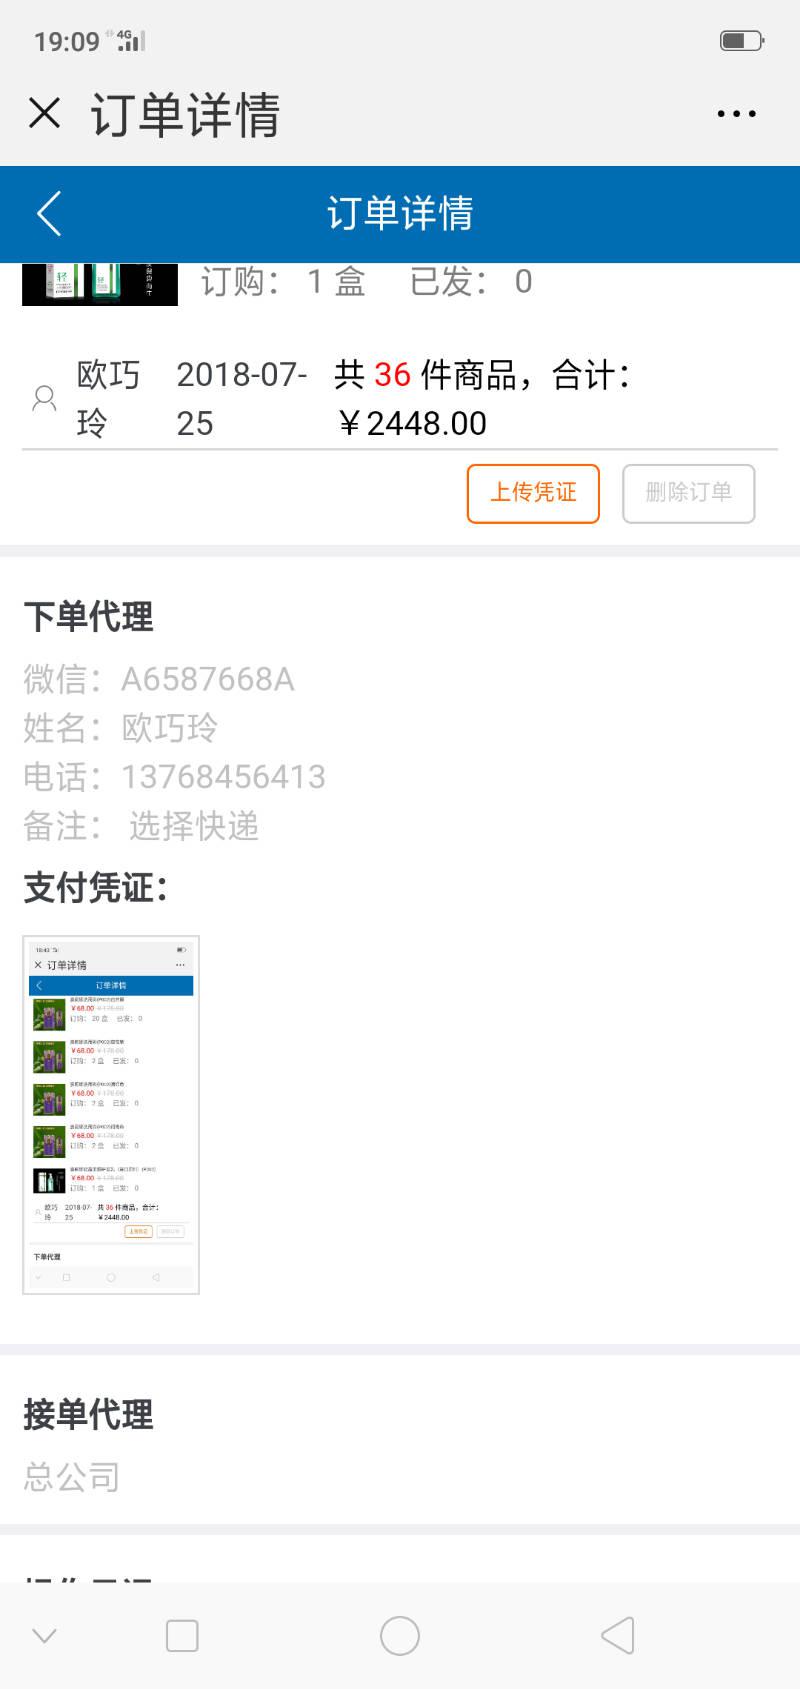 19:09 4G
订单详情
订单详情
轻
订购： 1 盒 已发： 0
欧巧玲 2018-07-25 共 36 件商品，合计：￥2448.00
上传凭证 删除订单
下单代理
微信：A6587668A
姓名：欧巧玲
电话：13768456413
备注： 选择快递
支付凭证：
18:43
订单详情
订单详情
￥68.00 ￥178.00
订购： 20 盒 已发： 0
￥68.00 ￥178.00
订购： 2 盒 已发： 0
￥68.00 ￥178.00
订购： 2 盒 已发： 0
￥68.00 ￥178.00
订购： 2 盒 已发： 0
￥68.00 ￥178.00
订购： 1 盒 已发： 0
欧巧玲 2018-07-25 共 36 件商品，合计：￥2448.00
上传凭证 删除订单
下单代理
接单代理
总公司